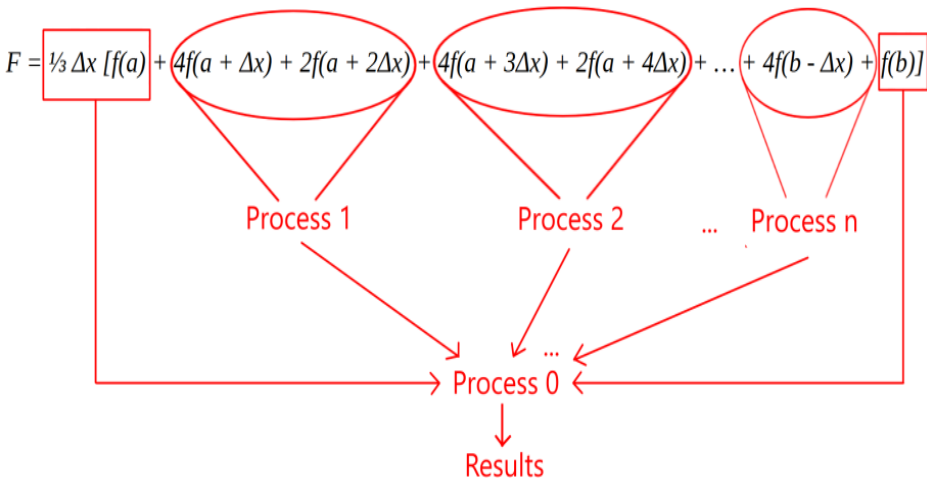 F = ⅓ Δx [f(a) + 4f(a + Δx) + 2f(a + 2Δx) + 4f(a + 3Δx) + 2f(a + 4Δx) + … + 4f(b - Δx) + f(b)]
Process 1 Process 2 ... Process n
...
Process 0
Results